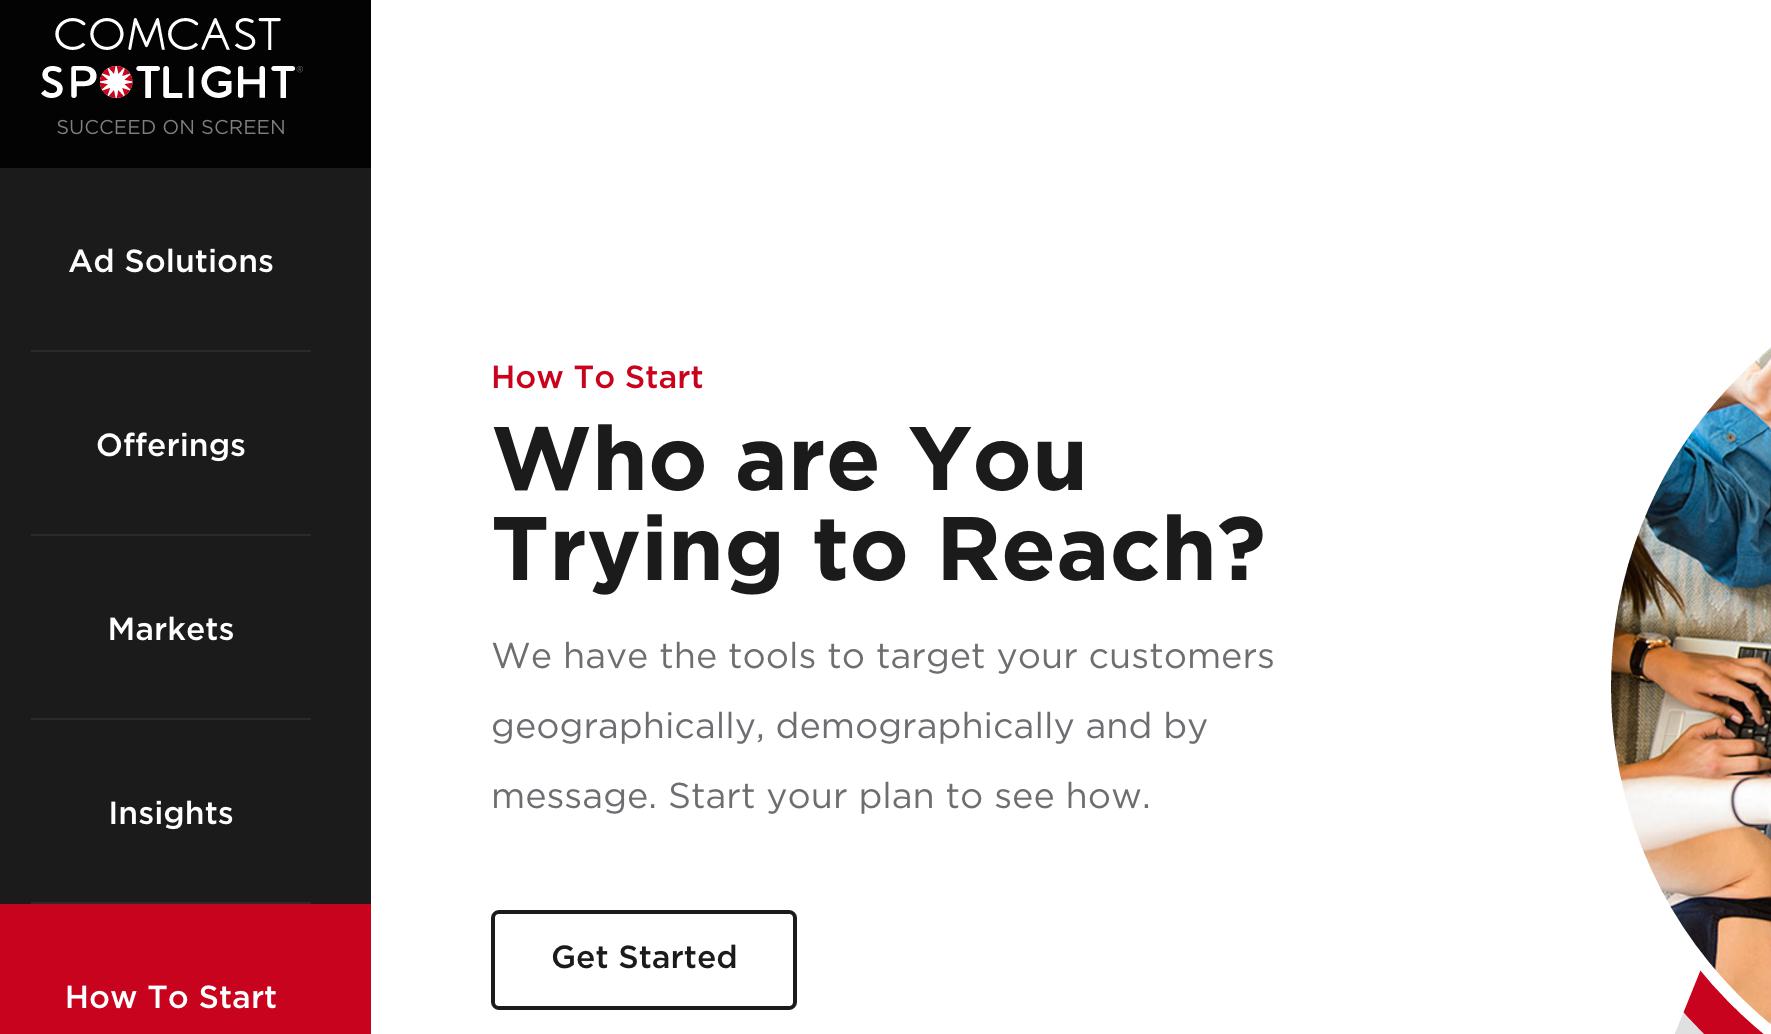 COMCAST
SPOTLIGHT®
SUCCEED ON SCREEN
Ad Solutions
Offerings
Markets
Insights
How To Start
How To Start
Who are You
Trying to Reach?
We have the tools to target your customers
geographically, demographically and by
message. Start your plan to see how.
Get Started